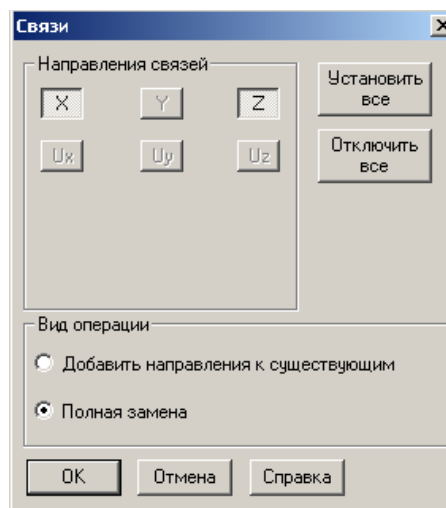 Связи
Направления связей
X
Y
Z
Ux
Uy
Uz
Установить
все
Отключить
все
Вид операции
Добавить направления к существующим
Полная замена
OK
Отмена
Справка